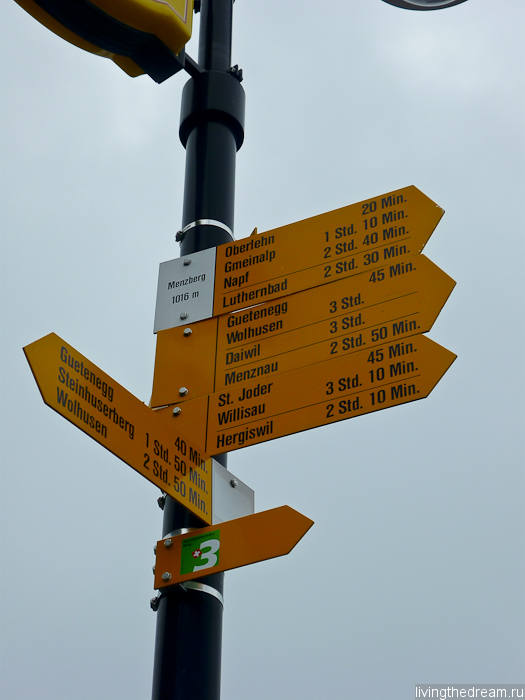 Menzberg
1016 m
Oberlehn 20 Min.
Gmeinalp 1 Std. 10 Min.
Napf 2 Std. 40 Min.
Luthernbad 2 Std. 30 Min.
Guetenegg 45 Min.
Wolhusen 3 Std.
Daiwil 3 Std.
Menznau 2 Std. 50 Min.
St. Joder 45 Min.
Willisau 3 Std. 10 Min.
Hergiswil 2 Std. 10 Min.
Guetenegg 40 Min.
Steinhuserberg 1 Std. 50 Min.
Wolhusen 2 Std. 50 Min.
3
livingthedream.ru